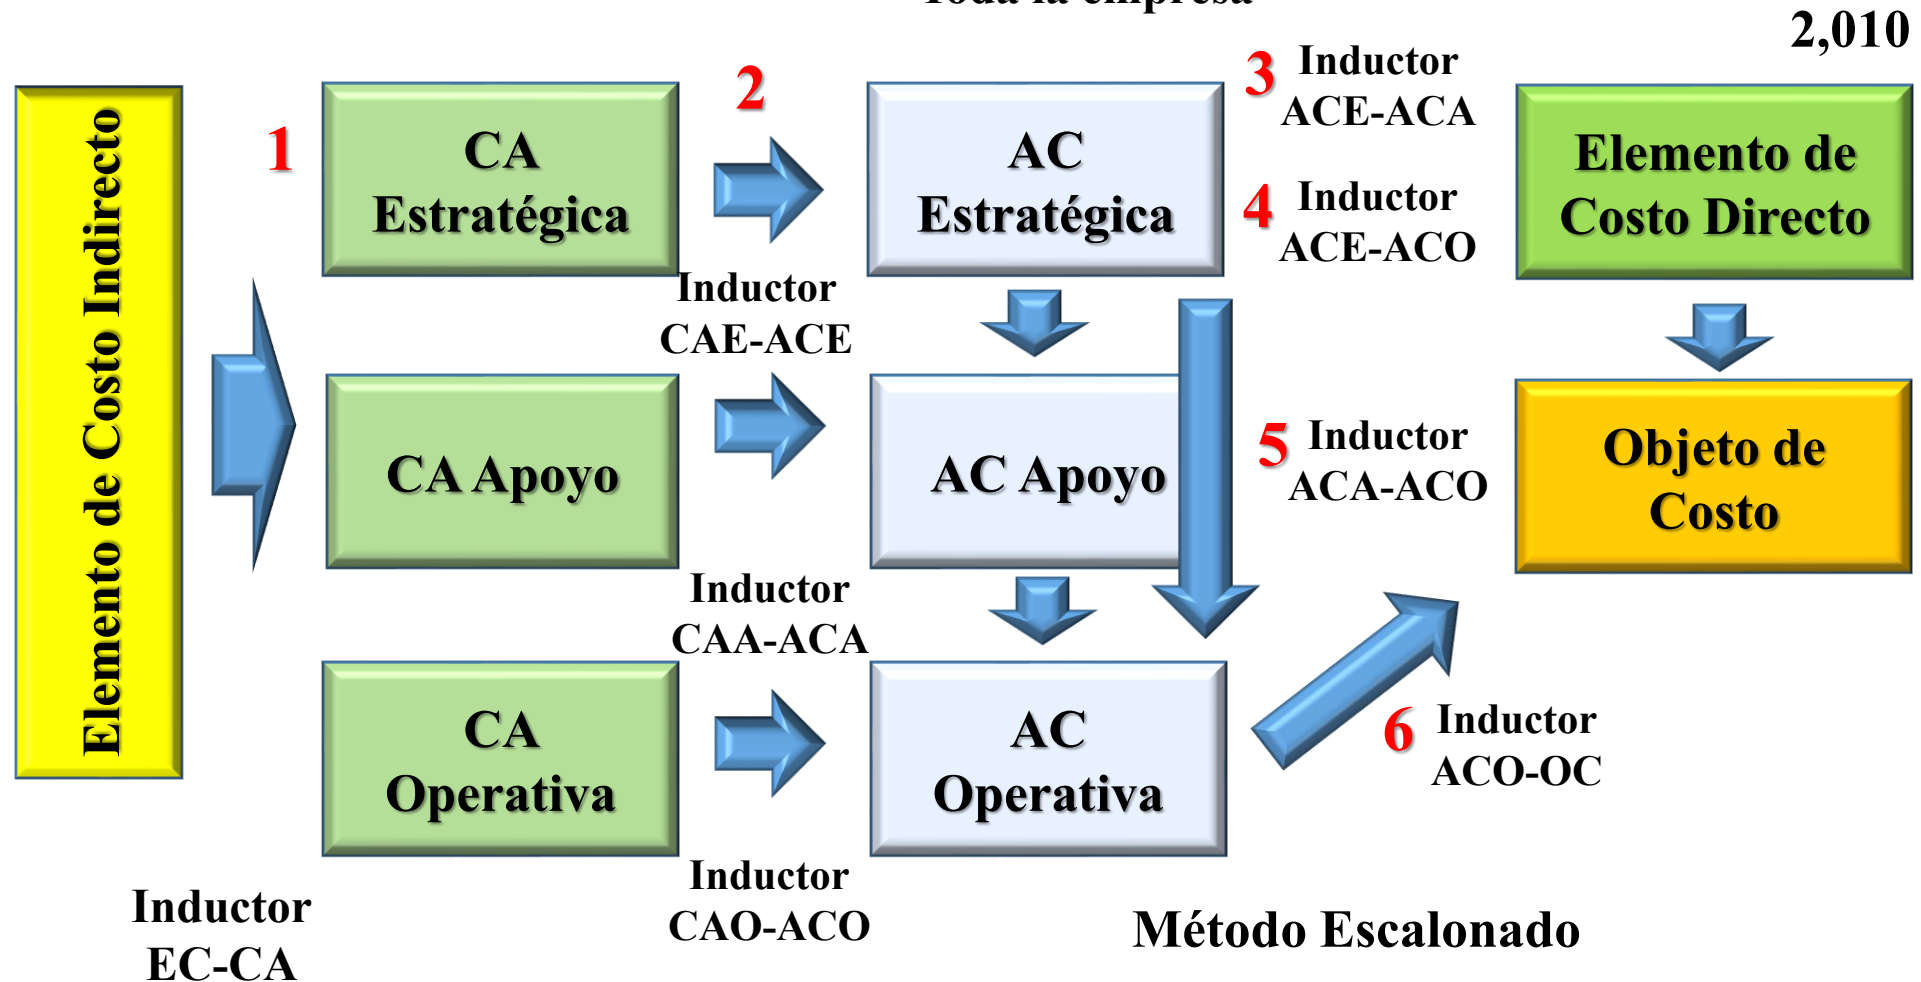 Toda la empresa
2,010
Elemento de Costo Indirecto
1
CA
Estratégica
2
AC
Estratégica
3 Inductor
ACE-ACA
4 Inductor
ACE-ACO
Elemento de
Costo Directo
Inductor
CAE-ACE
CA Apoyo
AC Apoyo
5 Inductor
ACA-ACO
Objeto de
Costo
Inductor
CAA-ACA
CA
Operativa
AC
Operativa
6 Inductor
ACO-OC
Inductor
CAO-ACO
Inductor
EC-CA
Método Escalonado